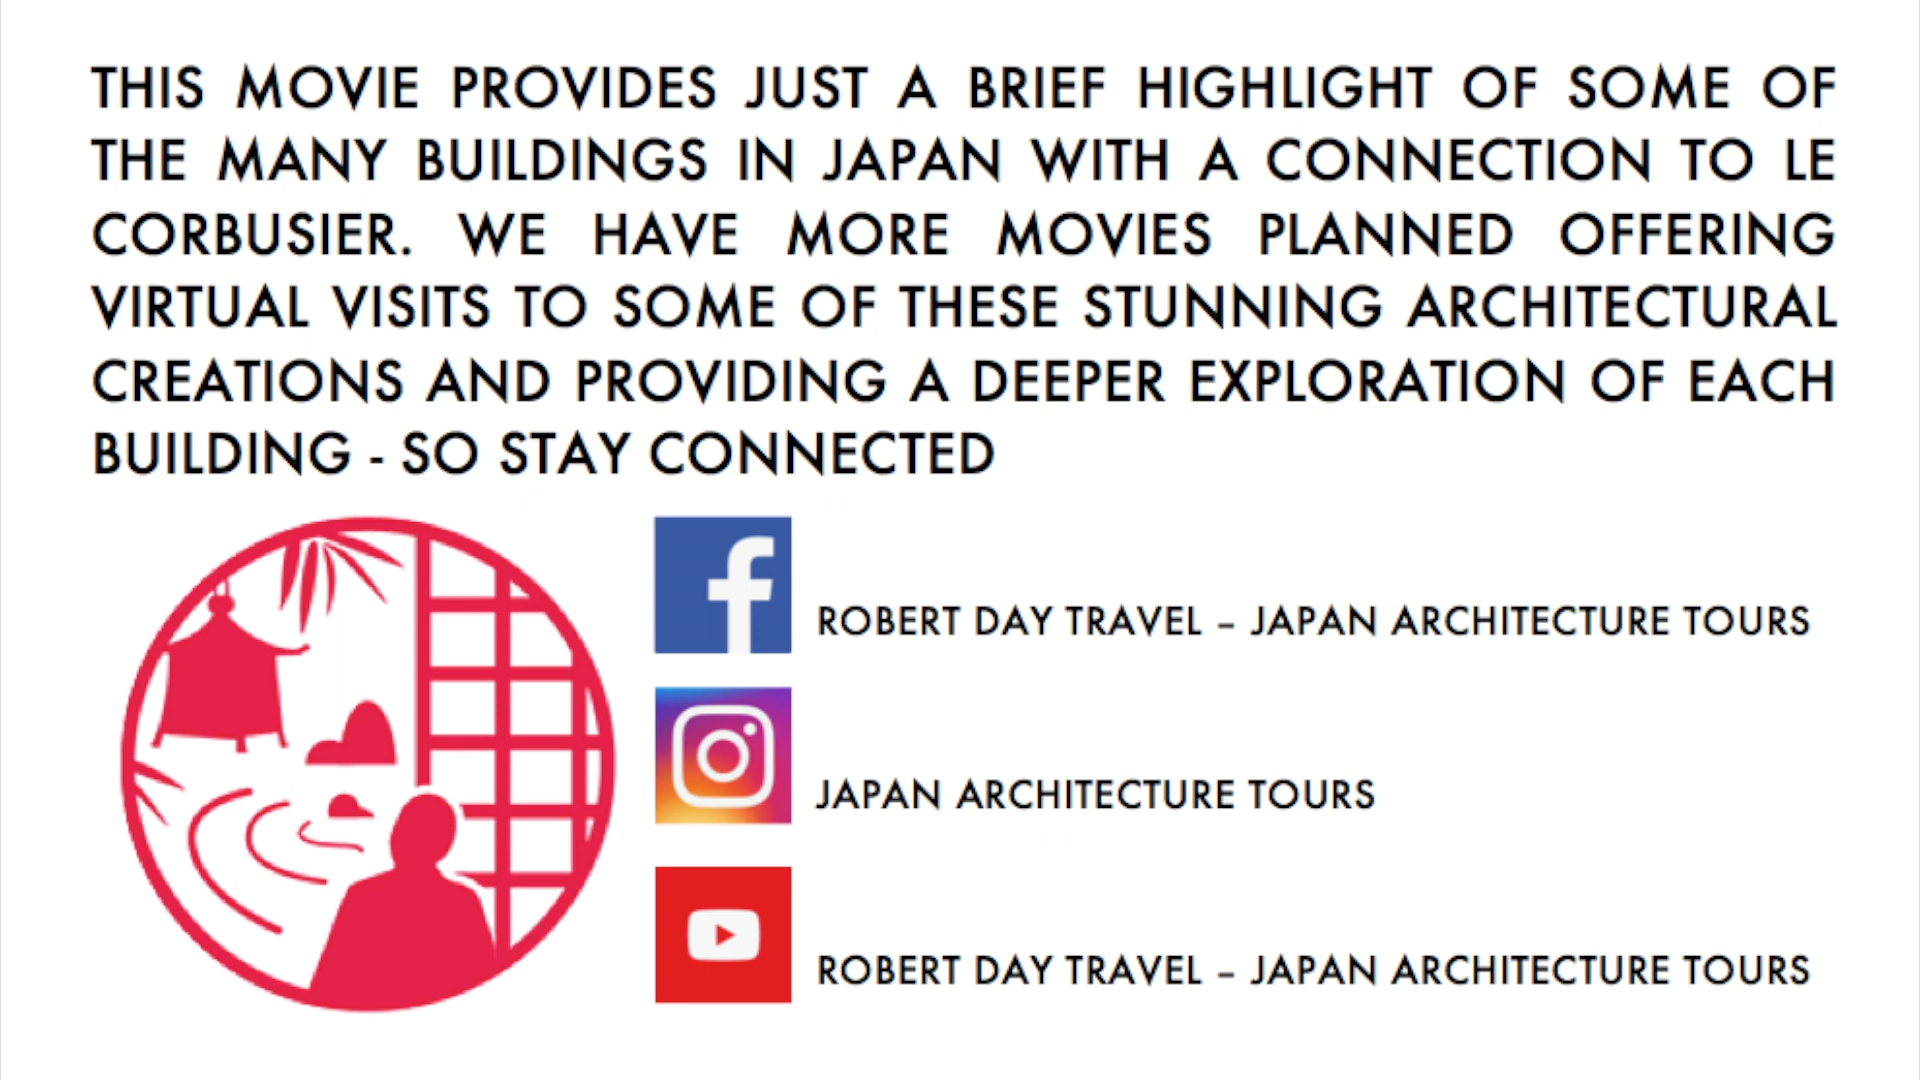 THIS MOVIE PROVIDES JUST A BRIEF HIGHLIGHT OF SOME OF
THE MANY BUILDINGS IN JAPAN WITH A CONNECTION TO LE
CORBUSIER. WE HAVE MORE MOVIES PLANNED OFFERING
VIRTUAL VISITS TO SOME OF THESE STUNNING ARCHITECTURAL
CREATIONS AND PROVIDING A DEEPER EXPLORATION OF EACH
BUILDING - SO STAY CONNECTED
ROBERT DAY TRAVEL – JAPAN ARCHITECTURE TOURS
JAPAN ARCHITECTURE TOURS
ROBERT DAY TRAVEL – JAPAN ARCHITECTURE TOURS